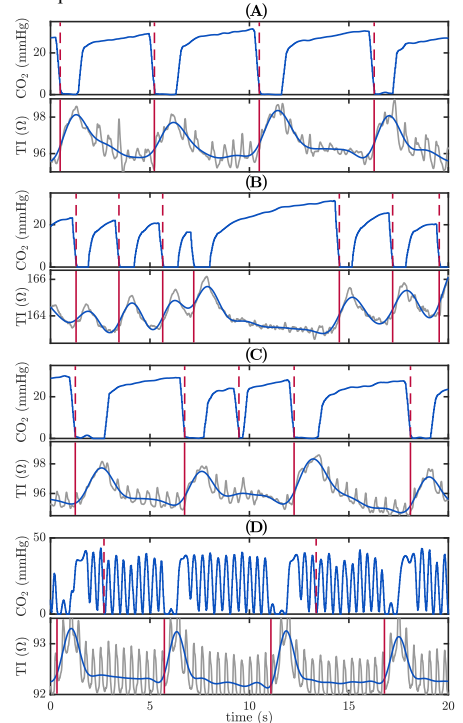 (A)
CO₂ (mmHg)
20
0
TI (Ω)
98
96
(B)
CO₂ (mmHg)
20
0
TI (Ω)
166
164
(C)
CO₂ (mmHg)
20
0
TI (Ω)
98
96
(D)
CO₂ (mmHg)
50
0
TI (Ω)
93
92
0 5 10 15 20
time (s)